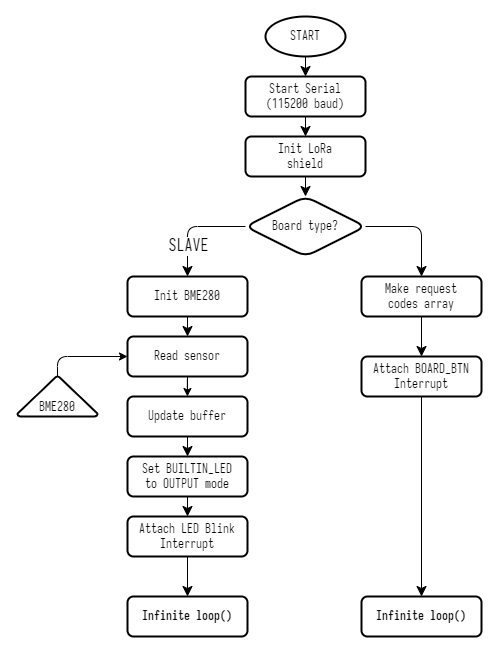 START
Start Serial
(115200 baud)
Init LoRa
shield
Board type?
SLAVE
Init BME280
Make request
codes array
Read sensor
Attach BOARD_BTN
Interrupt
BME280
Update buffer
Set BUILTIN_LED
to OUTPUT mode
Attach LED Blink
Interrupt
Infinite loop()
Infinite loop()